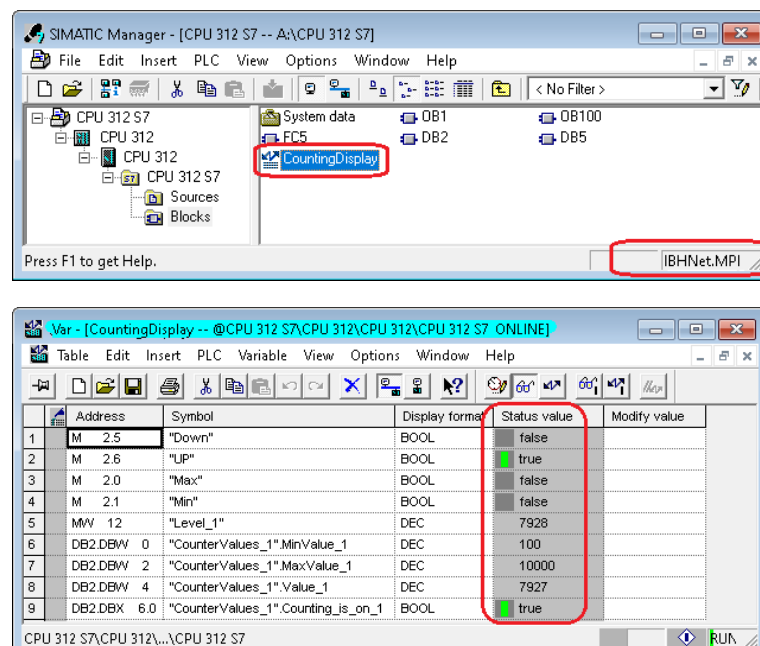 SIMATIC Manager - [CPU 312 S7 -- A:\CPU 312 S7]
File Edit Insert PLC View Options Window Help
< No Filter >
CPU 312 S7
CPU 312
CPU 312
CPU 312 S7
Sources
Blocks
System data OB1 OB100
FC5 DB2 DB5
CountingDisplay
Press F1 to get Help. IBHNet.MPI
Var - [CountingDisplay -- @CPU 312 S7\CPU 312\CPU 312\CPU 312 S7 ONLINE]
Table Edit Insert PLC Variable View Options Window Help
Address Symbol Display format Status value Modify value
1 M 2.5 "Down" BOOL false
2 M 2.6 "UP" BOOL true
3 M 2.0 "Max" BOOL false
4 M 2.1 "Min" BOOL false
5 MW 12 "Level_1" DEC 7928
6 DB2.DBW 0 "CounterValues_1".MinValue_1 DEC 100
7 DB2.DBW 2 "CounterValues_1".MaxValue_1 DEC 10000
8 DB2.DBW 4 "CounterValues_1".Value_1 DEC 7927
9 DB2.DBX 6.0 "CounterValues_1".Counting_is_on_1 BOOL true
CPU 312 S7\CPU 312\...\CPU 312 S7 RUN